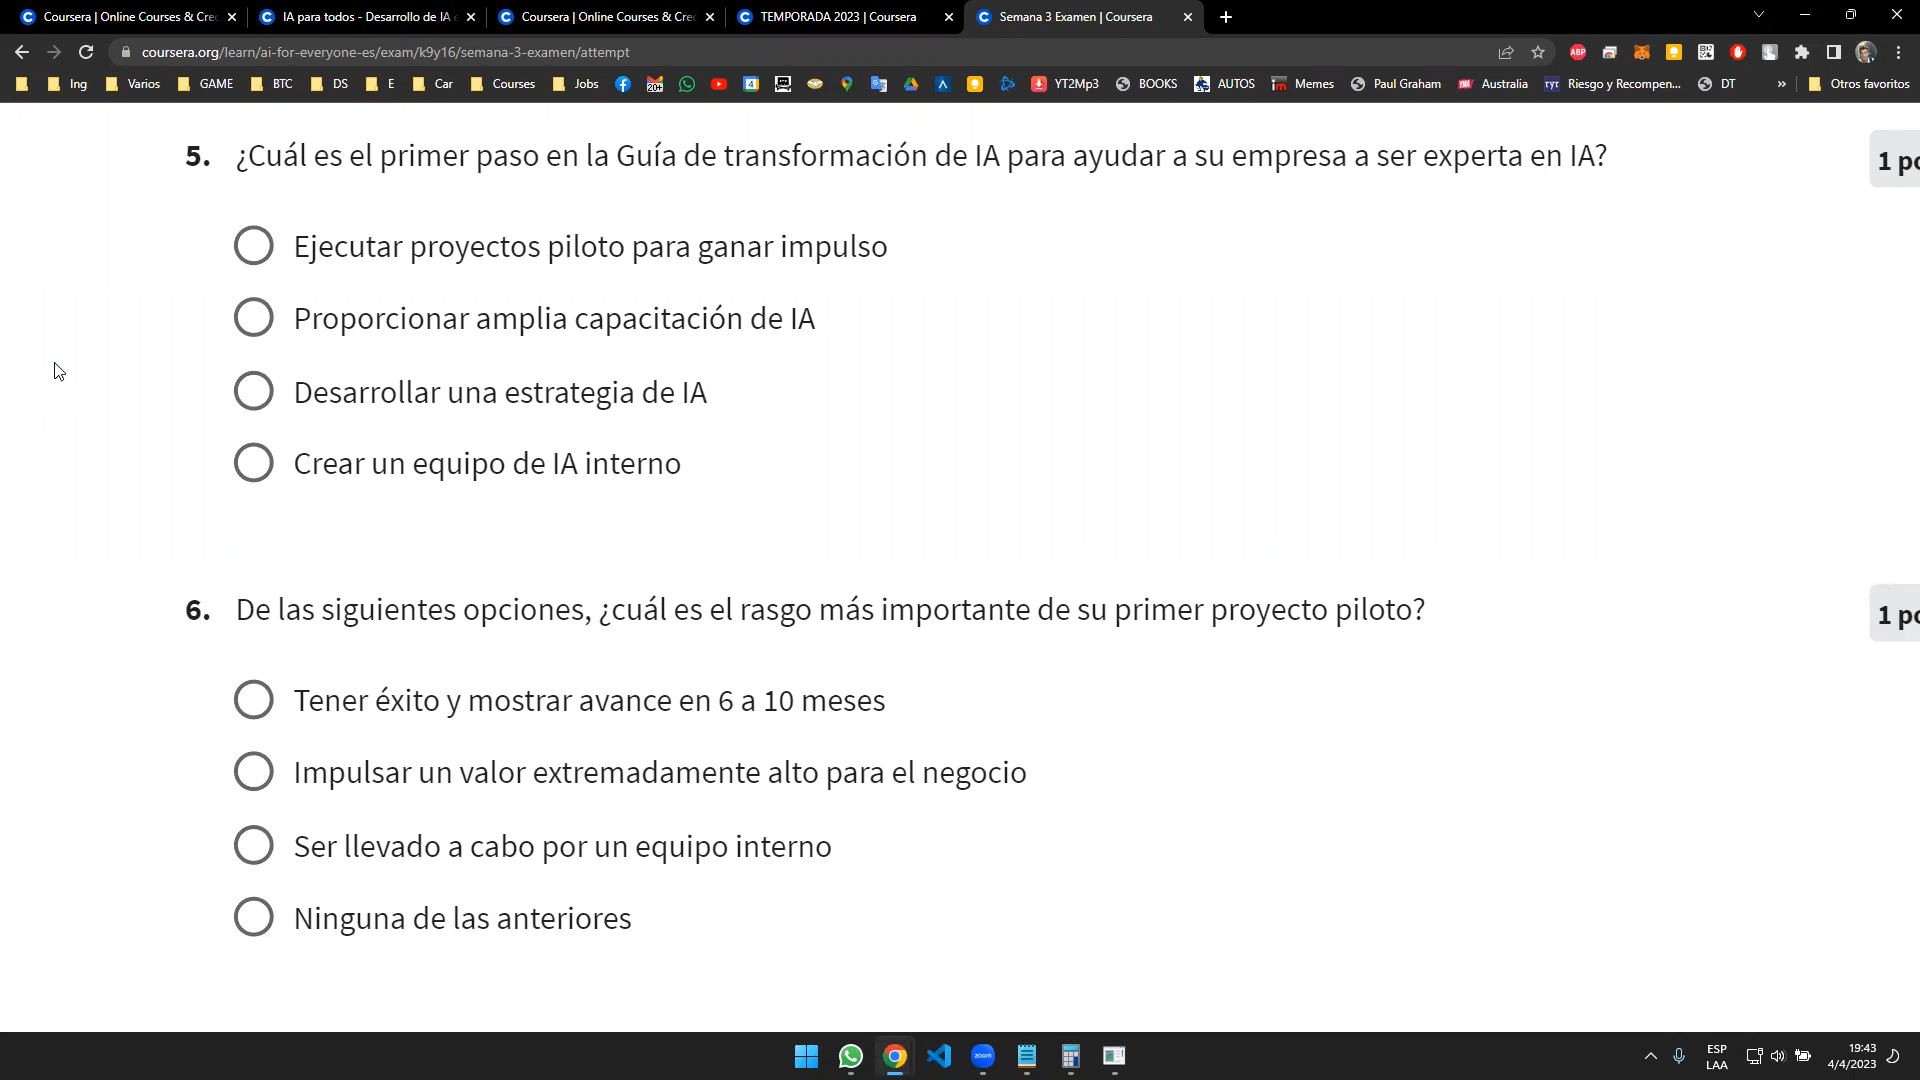 Coursera | Online Courses & Cre
IA para todos - Desarrollo de IA
Coursera | Online Courses & Cre
TEMPORADA 2023 | Coursera
Semana 3 Examen | Coursera
coursera.org/learn/ai-for-everyone-es/exam/k9y16/semana-3-examen/attempt
ABP
Ing
Varios
GAME
BTC
DS
E
Car
Courses
Jobs
20+
4
YT2Mp3
BOOKS
AUTOS
Memes
Paul Graham
Australia
TYT
Riesgo y Recompen...
DT
»
Otros favoritos
5. ¿Cuál es el primer paso en la Guía de transformación de IA para ayudar a su empresa a ser experta en IA?
1 po
Ejecutar proyectos piloto para ganar impulso
Proporcionar amplia capacitación de IA
Desarrollar una estrategia de IA
Crear un equipo de IA interno
6. De las siguientes opciones, ¿cuál es el rasgo más importante de su primer proyecto piloto?
1 po
Tener éxito y mostrar avance en 6 a 10 meses
Impulsar un valor extremadamente alto para el negocio
Ser llevado a cabo por un equipo interno
Ninguna de las anteriores
zoom
ESP
LAA
19:43
4/4/2023